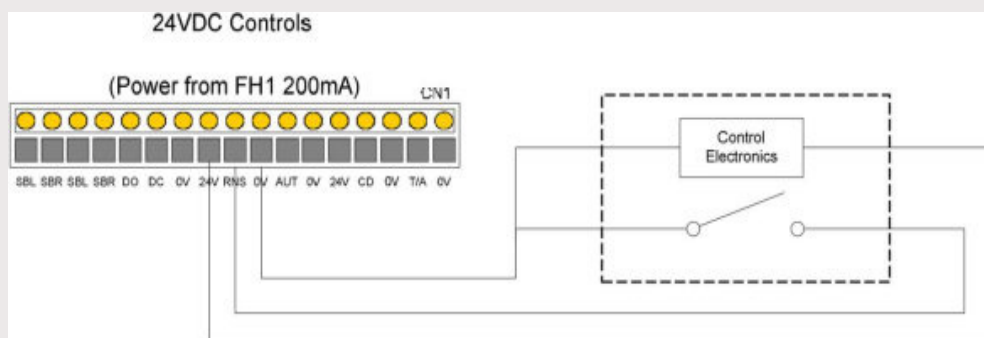 24VDC Controls
(Power from FH1 200mA)
CN1
SBL SBR SBL SBR DO DC 0V 24V RNS 0V AUT 0V 24V CD 0V T/A 0V
Control
Electronics